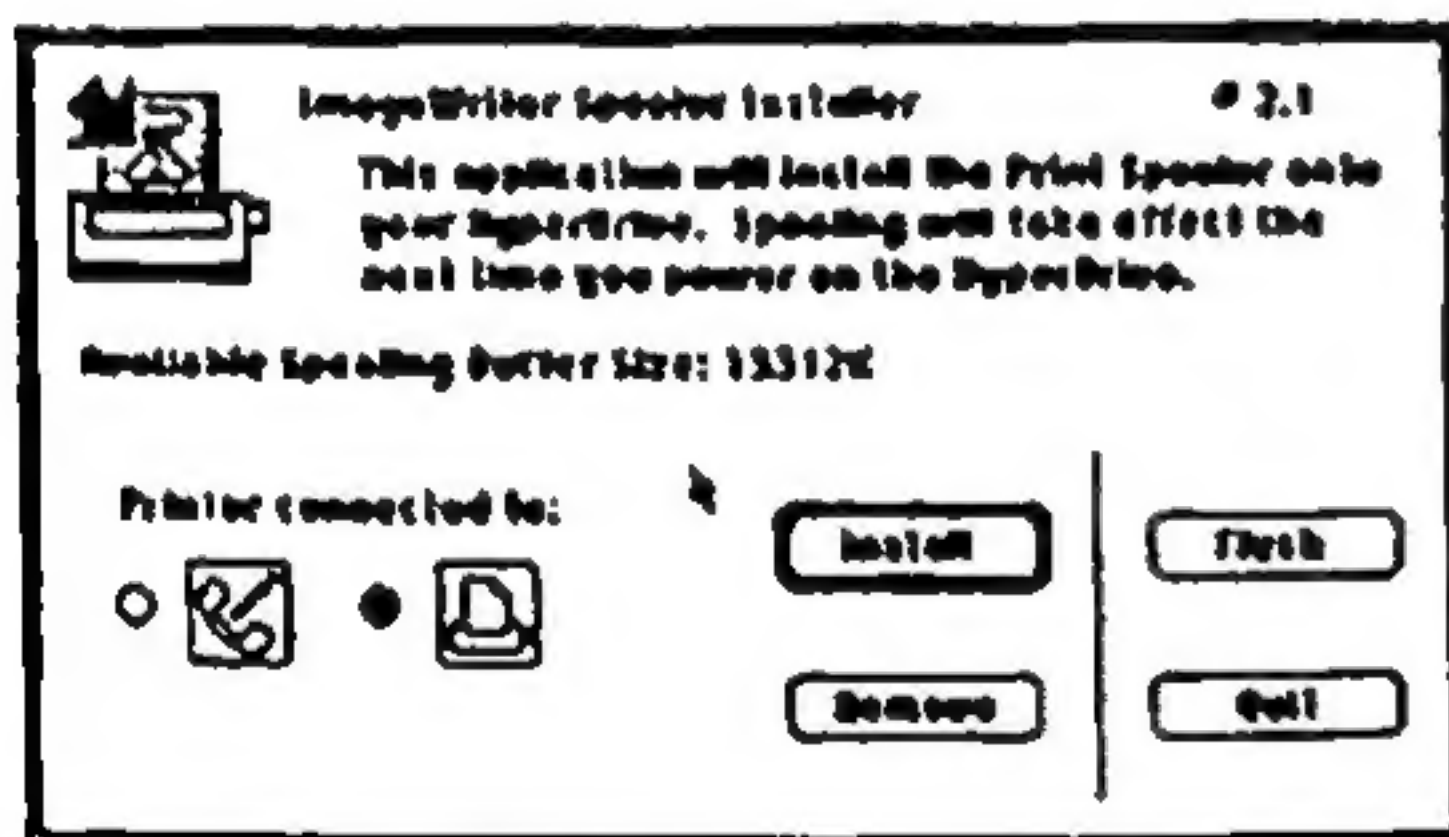 ImageWriter Spooler Installer
2.1
This application will install the Print Spooler onto
your HyperDrive. Spooling will take effect the
next time you power on the HyperDrive.
Available Spooling Buffer Size:
Printer connected to:
Install
Flush
Remove
Quit